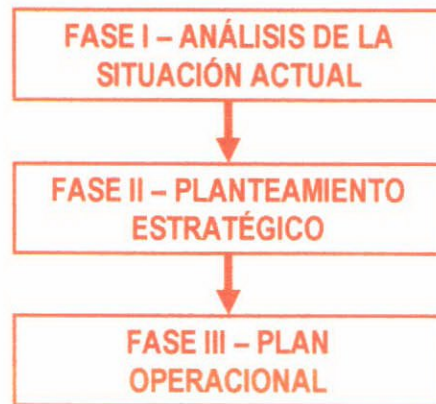 FASE I – ANÁLISIS DE LA
SITUACIÓN ACTUAL
FASE II – PLANTEAMIENTO
ESTRATÉGICO
FASE III – PLAN
OPERACIONAL